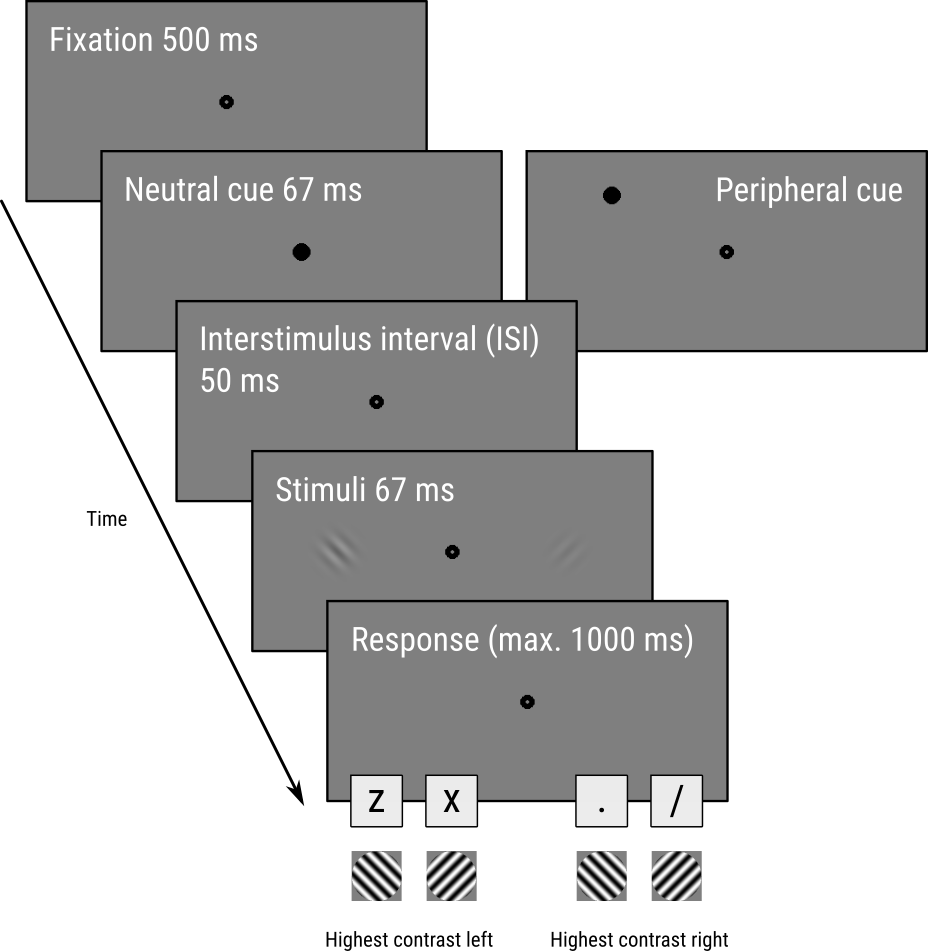 Fixation 500 ms
Neutral cue 67 ms
Peripheral cue
Interstimulus interval (ISI)
50 ms
Stimuli 67 ms
Time
Response (max. 1000 ms)
Z X . /
Highest contrast left
Highest contrast right